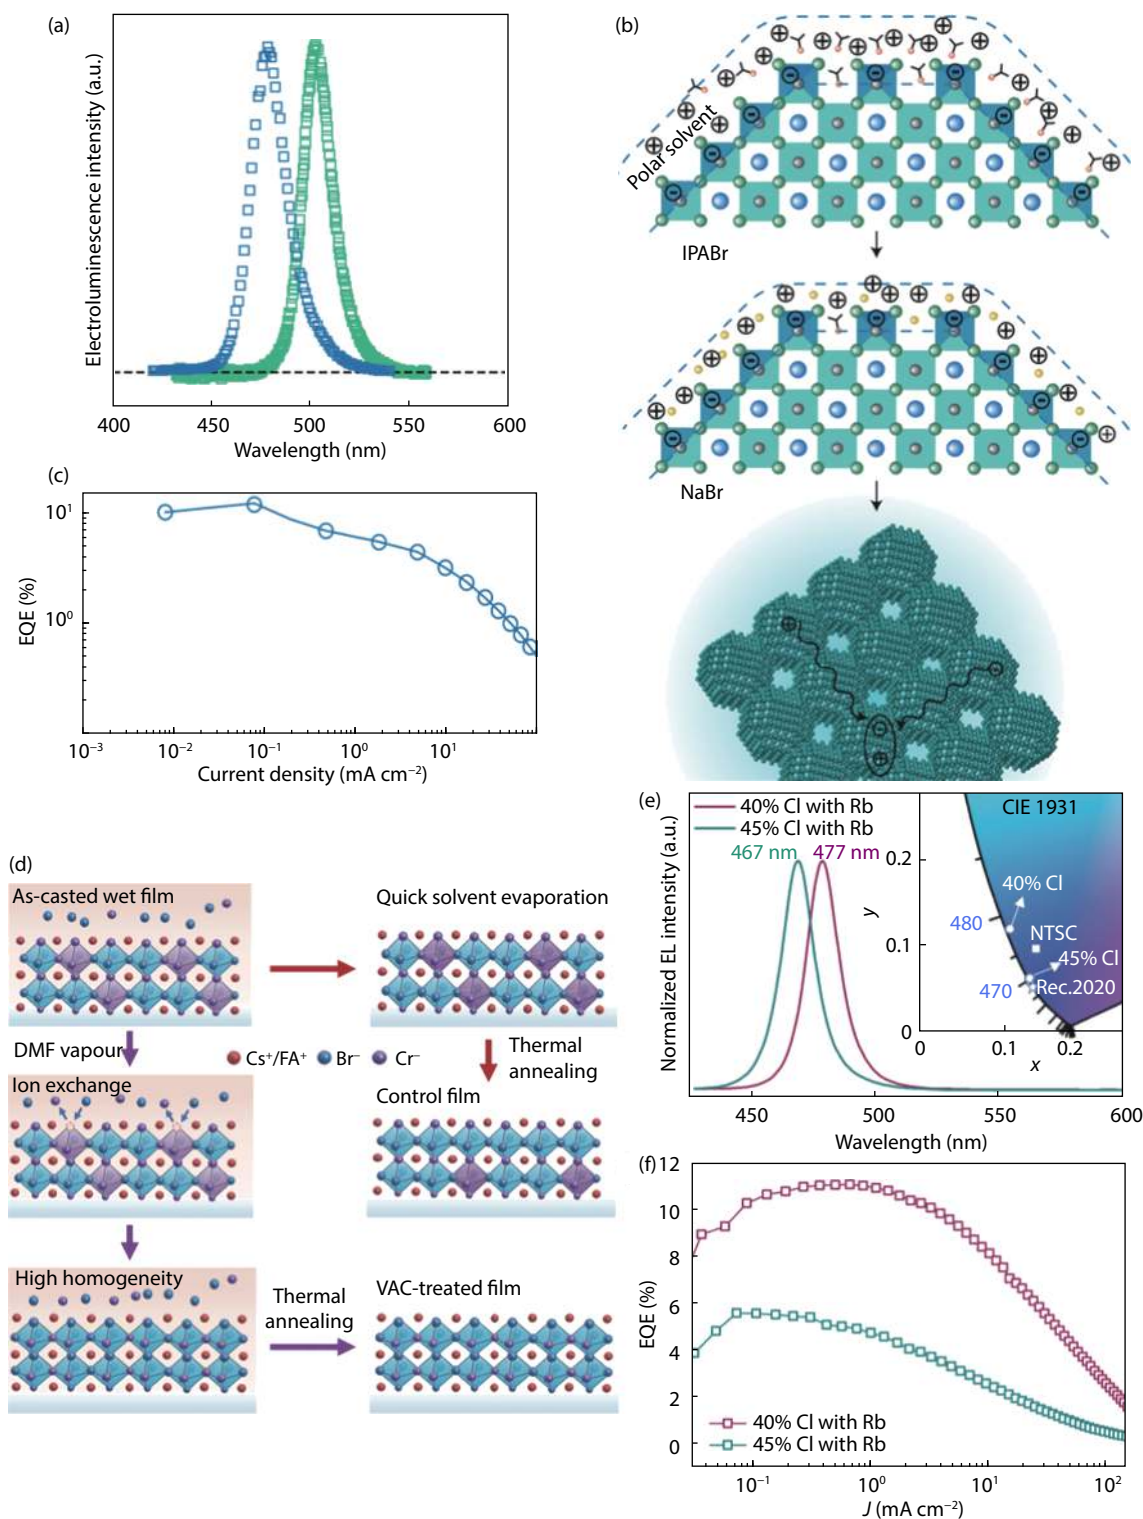 (a)
Electroluminescence intensity (a.u.)
400 450 500 550 600
Wavelength (nm)
(b)
Polar solvent
IPABr
NaBr
(c)
EQE (%)
10¹
10⁰
10⁻³ 10⁻² 10⁻¹ 10⁰ 10¹
Current density (mA cm⁻²)
(d)
As-casted wet film
Quick solvent evaporation
DMF vapour
Cs⁺/FA⁺ Br⁻ Cr⁻
Thermal
annealing
Ion exchange
Control film
High homogeneity
Thermal
annealing
VAC-treated film
(e)
Normalized EL intensity (a.u.)
40% Cl with Rb
45% Cl with Rb
467 nm 477 nm
CIE 1931
y
0.2
0.1
0
40% Cl
480
NTSC
45% Cl
470
Rec.2020
0 0.1 0.2
x
450 500 550 600
Wavelength (nm)
(f)
EQE (%)
12
10
8
6
4
2
0
40% Cl with Rb
45% Cl with Rb
10⁻¹ 10⁰ 10¹ 10²
J (mA cm⁻²)